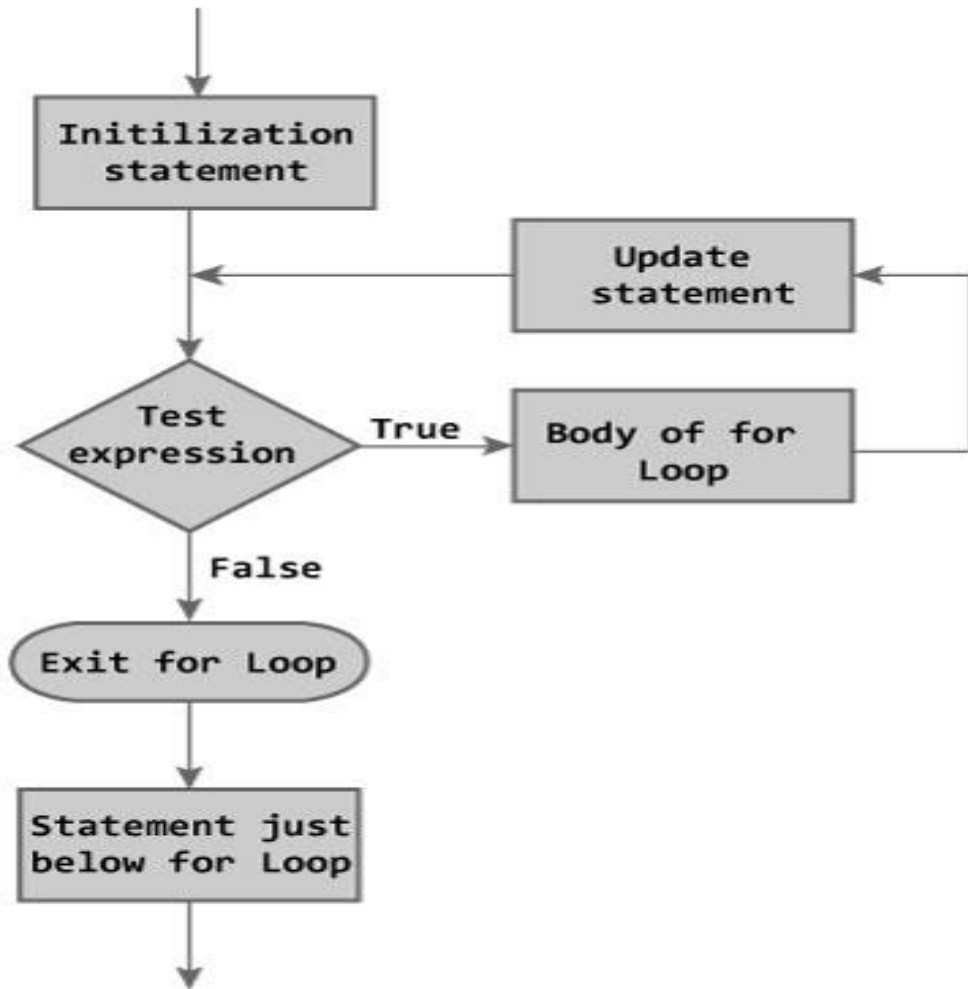 Initilization
statement
Update
statement
Test
expression
True
Body of for
Loop
False
Exit for Loop
Statement just
below for Loop